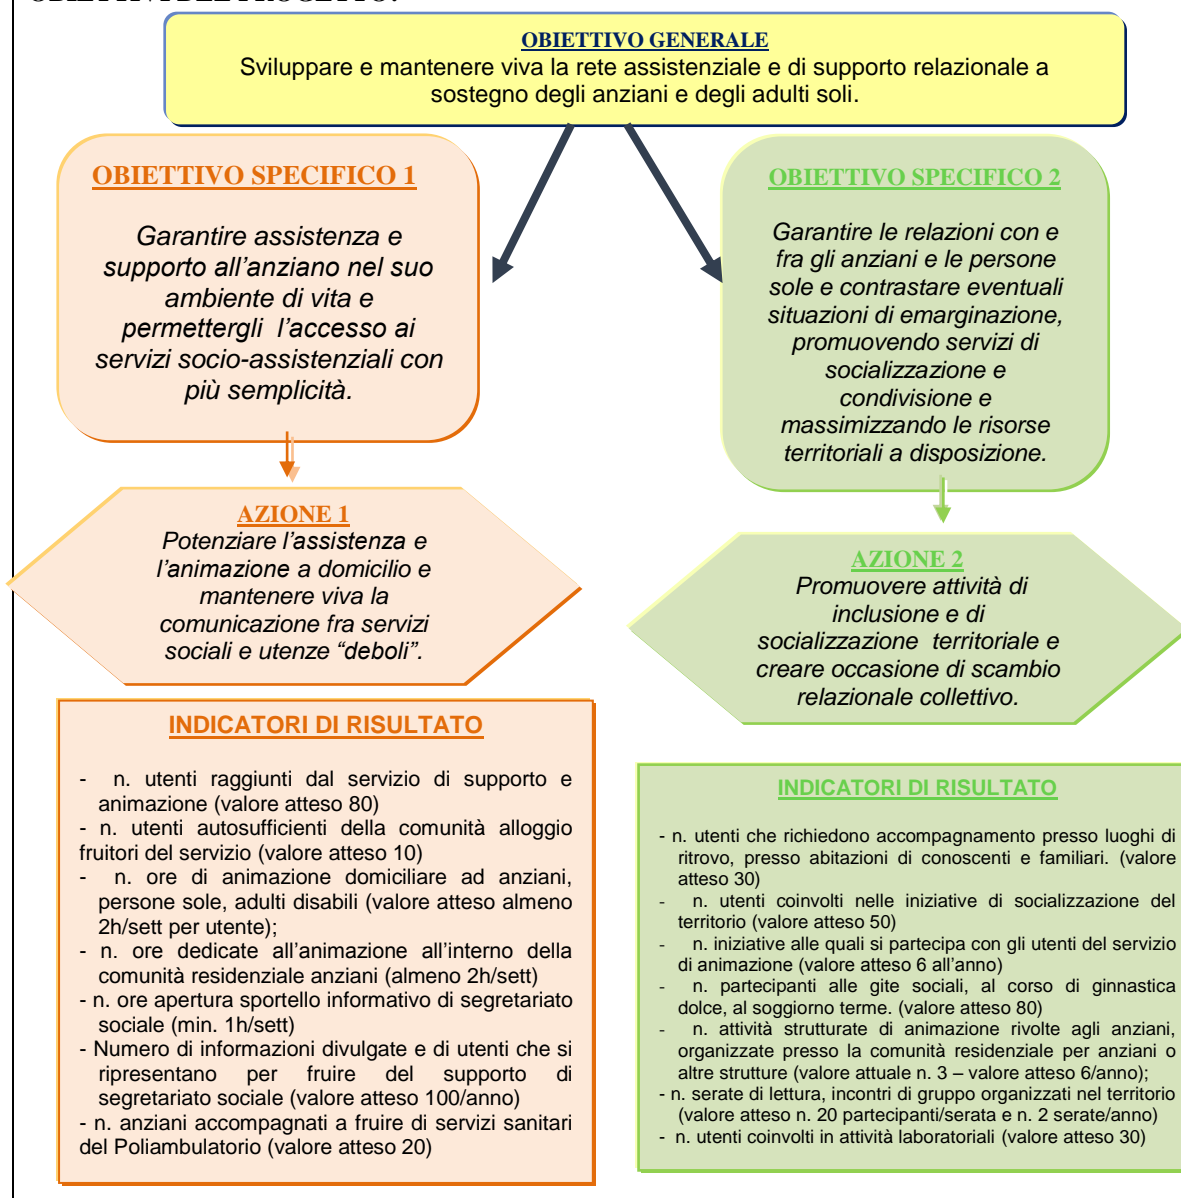 OBIETTIVI DEL PROGETTO:
OBIETTIVO GENERALE
Sviluppare e mantenere viva la rete assistenziale e di supporto relazionale a
sostegno degli anziani e degli adulti soli.
OBIETTIVO SPECIFICO 1
Garantire assistenza e
supporto all’anziano nel suo
ambiente di vita e
permettergli l’accesso ai
servizi socio-assistenziali con
più semplicità.
OBIETTIVO SPECIFICO 2
Garantire le relazioni con e
fra gli anziani e le persone
sole e contrastare eventuali
situazioni di emarginazione,
promuovendo servizi di
socializzazione e
condivisione e
massimizzando le risorse
territoriali a disposizione.
AZIONE 1
Potenziare l’assistenza e
l’animazione a domicilio e
mantenere viva la
comunicazione fra servizi
sociali e utenze “deboli”.
AZIONE 2
Promuovere attività di
inclusione e di
socializzazione territoriale e
creare occasione di scambio
relazionale collettivo.
INDICATORI DI RISULTATO
- n. utenti raggiunti dal servizio di supporto e
animazione (valore atteso 80)
- n. utenti autosufficienti della comunità alloggio
fruitori del servizio (valore atteso 10)
- n. ore di animazione domiciliare ad anziani,
persone sole, adulti disabili (valore atteso almeno
2h/sett per utente);
- n. ore dedicate all’animazione all’interno della
comunità residenziale anziani (almeno 2h/sett)
- n. ore apertura sportello informativo di segretariato
sociale (min. 1h/sett)
- Numero di informazioni divulgate e di utenti che si
ripresentano per fruire del supporto di
segretariato sociale (valore atteso 100/anno)
- n. anziani accompagnati a fruire di servizi sanitari
del Poliambulatorio (valore atteso 20)
INDICATORI DI RISULTATO
- n. utenti che richiedono accompagnamento presso luoghi di
ritrovo, presso abitazioni di conoscenti e familiari. (valore
atteso 30)
- n. utenti coinvolti nelle iniziative di socializzazione del
territorio (valore atteso 50)
- n. iniziative alle quali si partecipa con gli utenti del servizio
di animazione (valore atteso 6 all’anno)
- n. partecipanti alle gite sociali, al corso di ginnastica
dolce, al soggiorno terme. (valore atteso 80)
- n. attività strutturate di animazione rivolte agli anziani,
organizzate presso la comunità residenziale per anziani o
altre strutture (valore attuale n. 3 – valore atteso 6/anno);
- n. serate di lettura, incontri di gruppo organizzati nel territorio
(valore atteso n. 20 partecipanti/serata e n. 2 serate/anno)
- n. utenti coinvolti in attività laboratoriali (valore atteso 30)